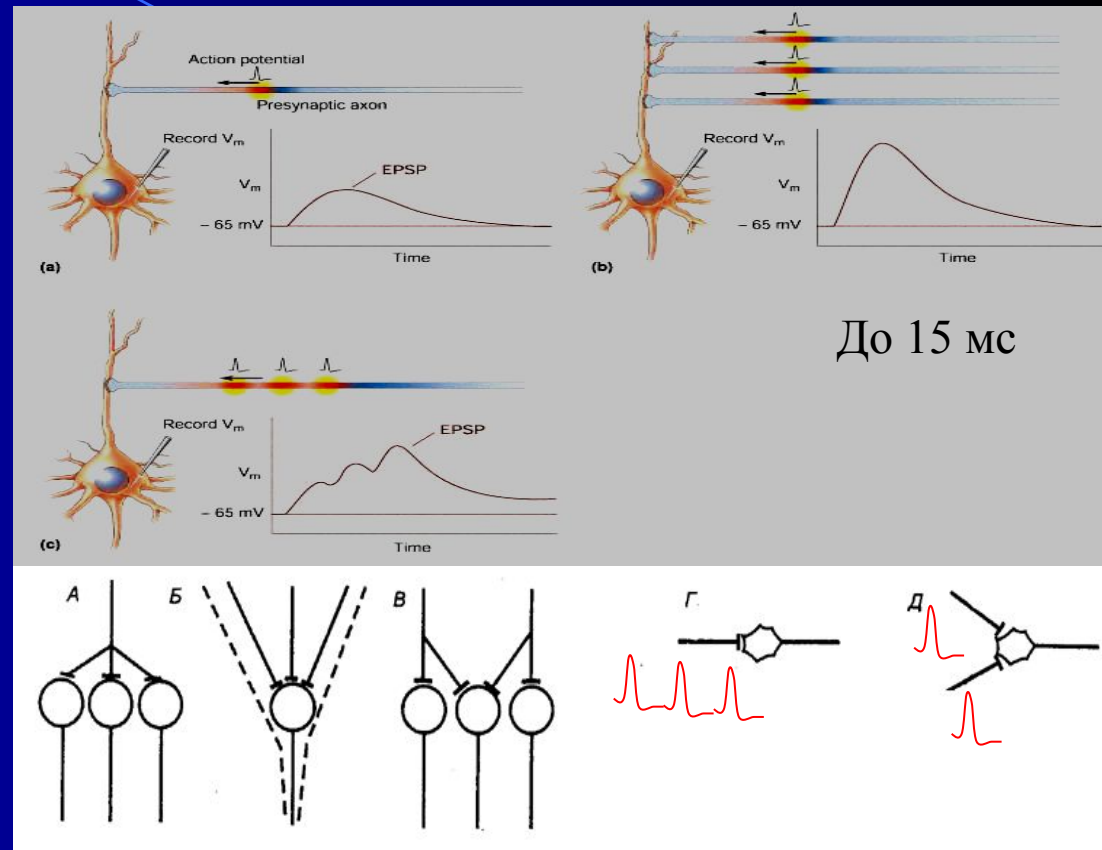 Action potential
Presynaptic axon
Record Vm
EPSP
Vm
– 65 mV
Time
(a)
Record Vm
Vm
– 65 mV
Time
(b)
До 15 мс
Record Vm
EPSP
Vm
– 65 mV
Time
(c)
А
Б
В
Г.
Д